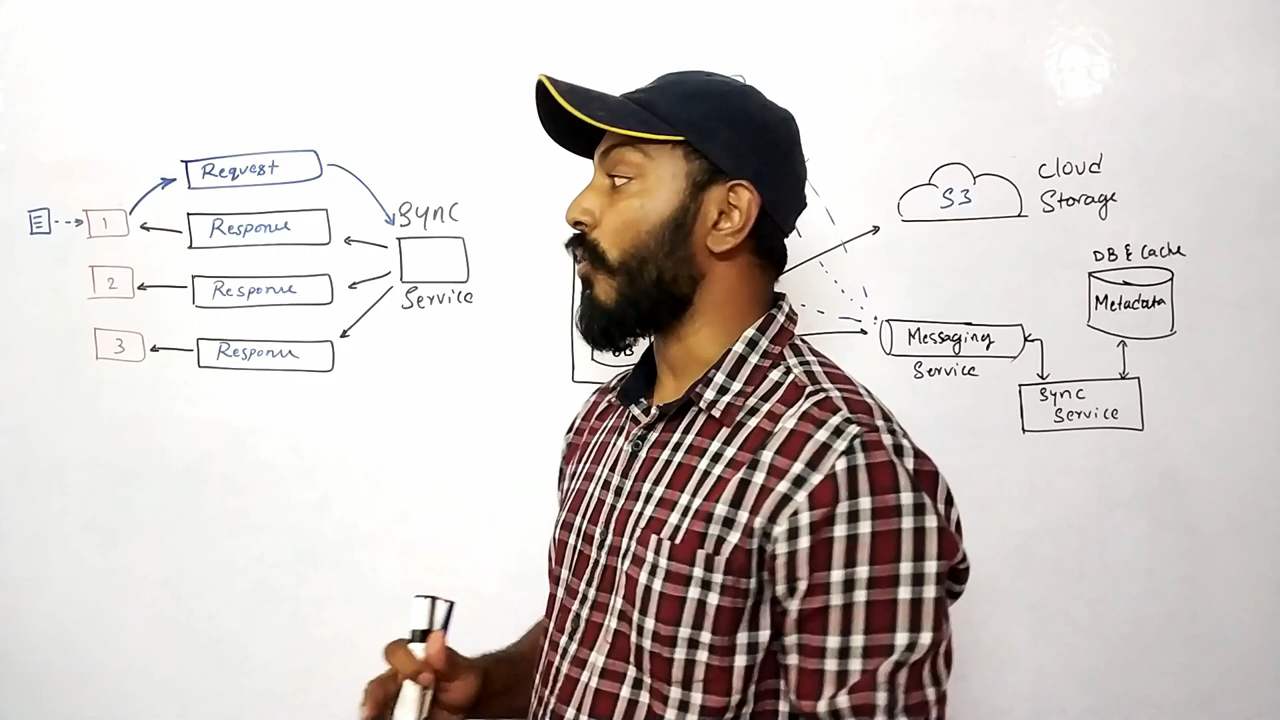 Request
1
Response
Sync
Service
2
Response
3
Response
DB
S3
Cloud
Storage
DB & Cache
Metadata
Messaging
Service
Sync
Service